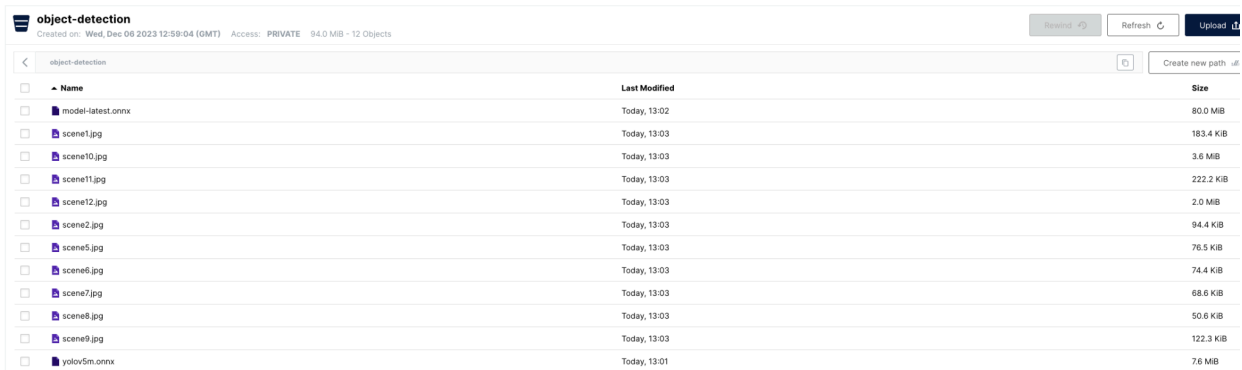 object-detection
Created on: Wed, Dec 06 2023 12:59:04 (GMT) Access: PRIVATE 94.0 MiB - 12 Objects
Rewind Refresh Upload
object-detection
Create new path
Name Last Modified Size
model-latest.onnx Today, 13:02 80.0 MiB
scene1.jpg Today, 13:03 183.4 KiB
scene10.jpg Today, 13:03 3.6 MiB
scene11.jpg Today, 13:03 222.2 KiB
scene12.jpg Today, 13:03 2.0 MiB
scene2.jpg Today, 13:03 94.4 KiB
scene5.jpg Today, 13:03 76.5 KiB
scene6.jpg Today, 13:03 74.4 KiB
scene7.jpg Today, 13:03 68.6 KiB
scene8.jpg Today, 13:03 50.6 KiB
scene9.jpg Today, 13:03 122.3 KiB
yolov5m.onnx Today, 13:01 7.6 MiB